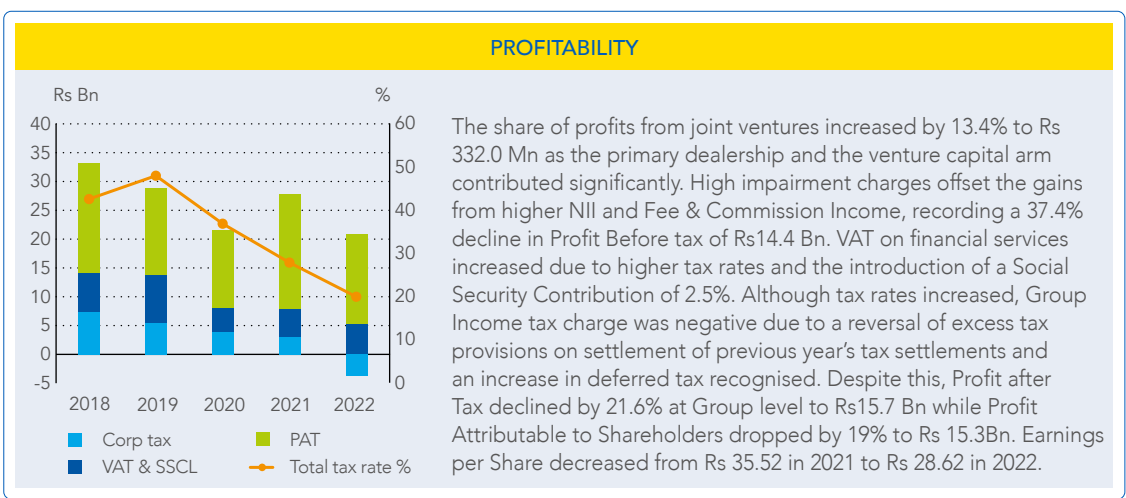 PROFITABILITY
Rs Bn
%
40
35
30
25
20
15
10
5
0
-5
60
50
40
30
20
10
0
2018 2019 2020 2021 2022
Corp tax
PAT
VAT & SSCL
Total tax rate %
The share of profits from joint ventures increased by 13.4% to Rs
332.0 Mn as the primary dealership and the venture capital arm
contributed significantly. High impairment charges offset the gains
from higher NII and Fee & Commission Income, recording a 37.4%
decline in Profit Before tax of Rs14.4 Bn. VAT on financial services
increased due to higher tax rates and the introduction of a Social
Security Contribution of 2.5%. Although tax rates increased, Group
Income tax charge was negative due to a reversal of excess tax
provisions on settlement of previous year's tax settlements and
an increase in deferred tax recognised. Despite this, Profit after
Tax declined by 21.6% at Group level to Rs15.7 Bn while Profit
Attributable to Shareholders dropped by 19% to Rs 15.3Bn. Earnings
per Share decreased from Rs 35.52 in 2021 to Rs 28.62 in 2022.